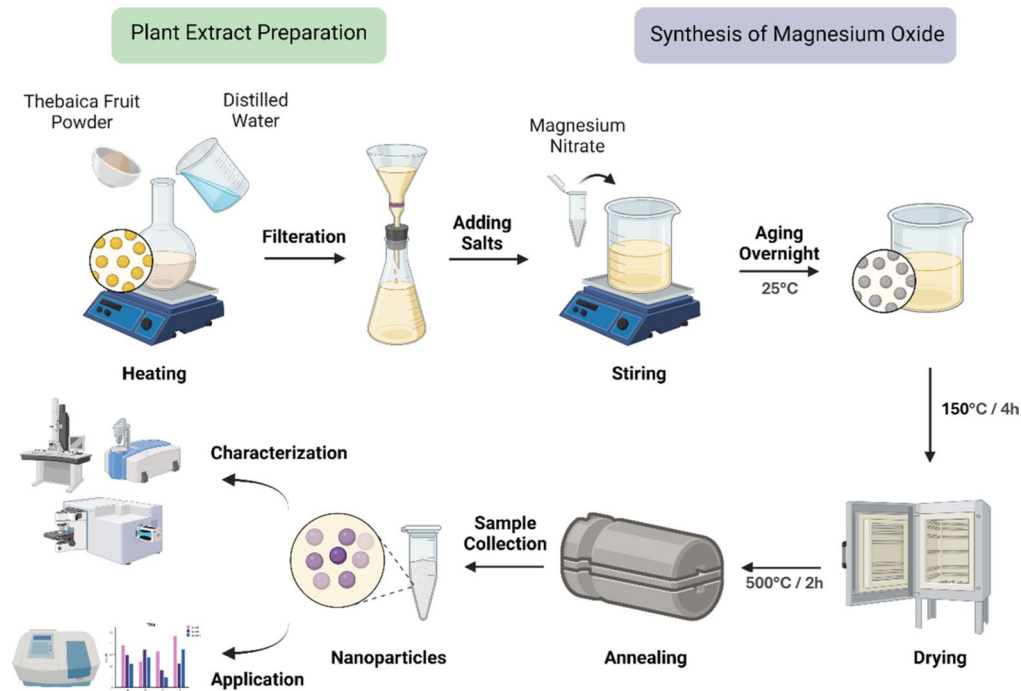 Plant Extract Preparation
Synthesis of Magnesium Oxide
Thebaica Fruit
Powder
Distilled
Water
Filteration
Adding
Salts
Magnesium
Nitrate
Aging
Overnight
25°C
Heating
Stiring
150°C / 4h
Characterization
Sample
Collection
500°C / 2h
Nanoparticles
Annealing
Drying
Application